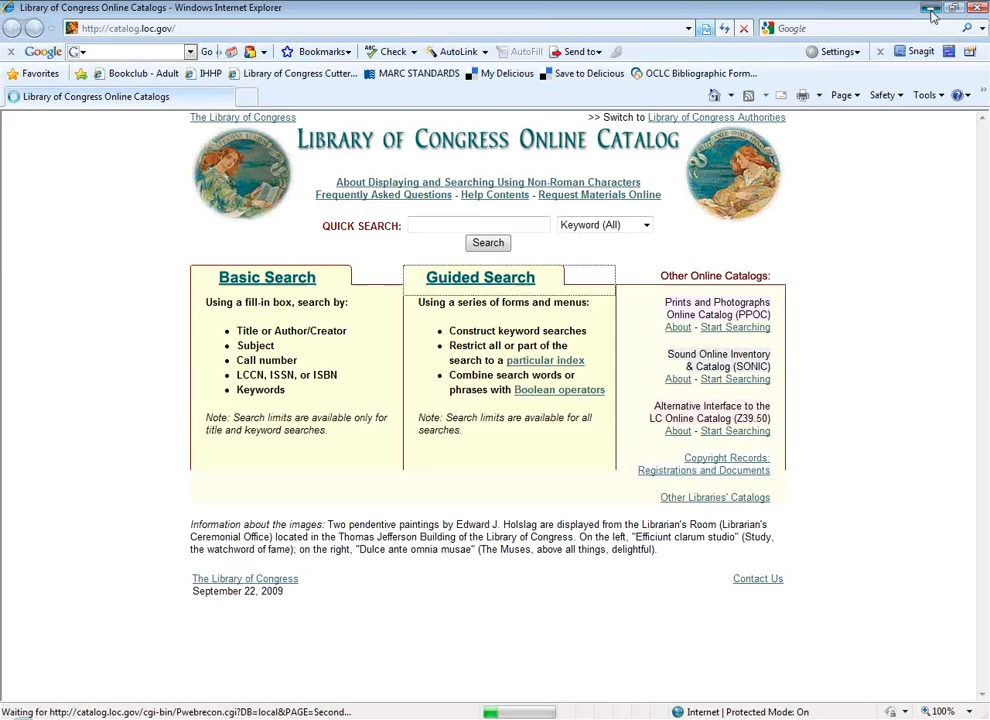 Library of Congress Online Catalogs - Windows Internet Explorer
http://catalog.loc.gov/
Google
Google Go Bookmarks Check AutoLink AutoFill Send to Settings Snagit
Favorites Bookclub - Adult IHHP Library of Congress Cutter... MARC STANDARDS My Delicious Save to Delicious OCLC Bibliographic Form...
Library of Congress Online Catalogs Page Safety Tools
The Library of Congress >> Switch to Library of Congress Authorities
LIBRARY OF CONGRESS ONLINE CATALOG
About Displaying and Searching Using Non-Roman Characters
Frequently Asked Questions - Help Contents - Request Materials Online
QUICK SEARCH: Keyword (All)
Search
Basic Search
Using a fill-in box, search by:
• Title or Author/Creator
• Subject
• Call number
• LCCN, ISSN, or ISBN
• Keywords
Note: Search limits are available only for
title and keyword searches.
Guided Search
Using a series of forms and menus:
• Construct keyword searches
• Restrict all or part of the
search to a particular index
• Combine search words or
phrases with Boolean operators
Note: Search limits are available for all
searches.
Other Online Catalogs:
Prints and Photographs
Online Catalog (PPOC)
About - Start Searching
Sound Online Inventory
& Catalog (SONIC)
About - Start Searching
Alternative Interface to the
LC Online Catalog (Z39.50)
About - Start Searching
Copyright Records:
Registrations and Documents
Other Libraries' Catalogs
Information about the images: Two pendentive paintings by Edward J. Holslag are displayed from the Librarian's Room (Librarian's
Ceremonial Office) located in the Thomas Jefferson Building of the Library of Congress. On the left, "Efficiunt clarum studio" (Study,
the watchword of fame); on the right, "Dulce ante omnia musae" (The Muses, above all things, delightful).
The Library of Congress Contact Us
September 22, 2009
Waiting for http://catalog.loc.gov/cgi-bin/Pwebrecon.cgi?DB=local&PAGE=Second... Internet | Protected Mode: On 100%